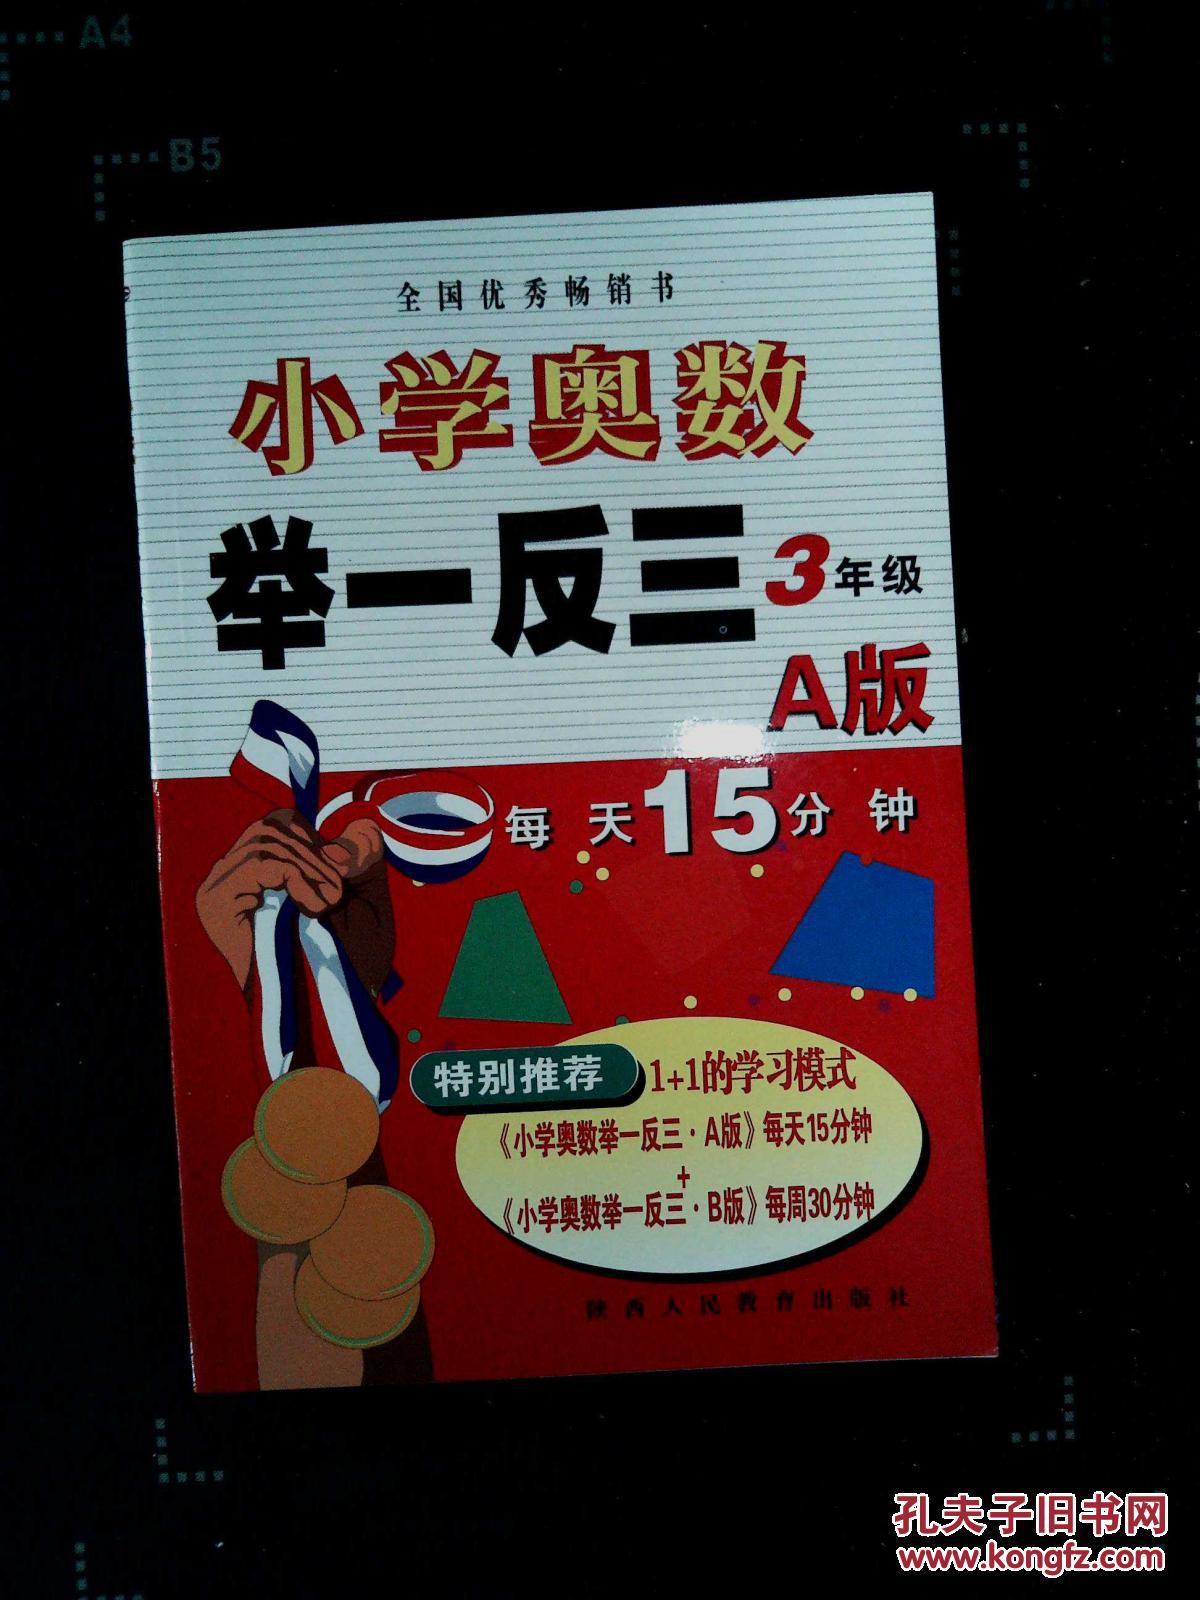 A4
B5
全国优秀畅销书
小学奥数
举一反三 3年级
A版
每天15分钟
特别推荐
1+1的学习模式
《小学奥数举一反三·A版》每天15分钟
+
《小学奥数举一反三·B版》每周30分钟
陕西人民教育出版社
孔夫子旧书网
www.kongfz.com